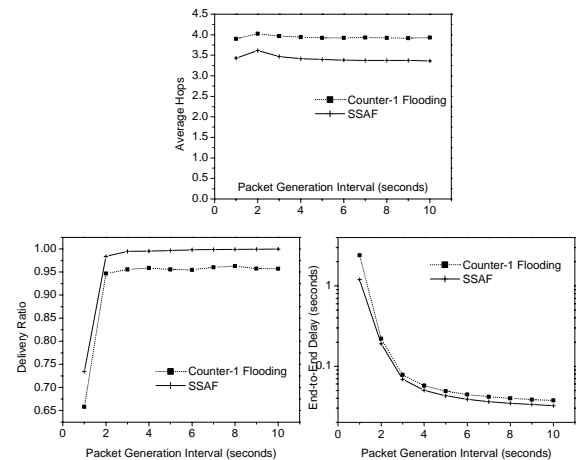 4.5
4.0
3.5
3.0
2.5
2.0
1.5
1.0
0.5
0.0
Average Hops
Counter-1 Flooding
SSAF
Packet Generation Interval (seconds)
0 2 4 6 8 10
1.00
0.95
0.90
0.85
0.80
0.75
0.70
0.65
Delivery Ratio
Counter-1 Flooding
SSAF
0 2 4 6 8 10
Packet Generation Interval (seconds)
1
0.1
End-to-End Delay (seconds)
Counter-1 Flooding
SSAF
0 2 4 6 8 10
Packet Generation Interval (seconds)